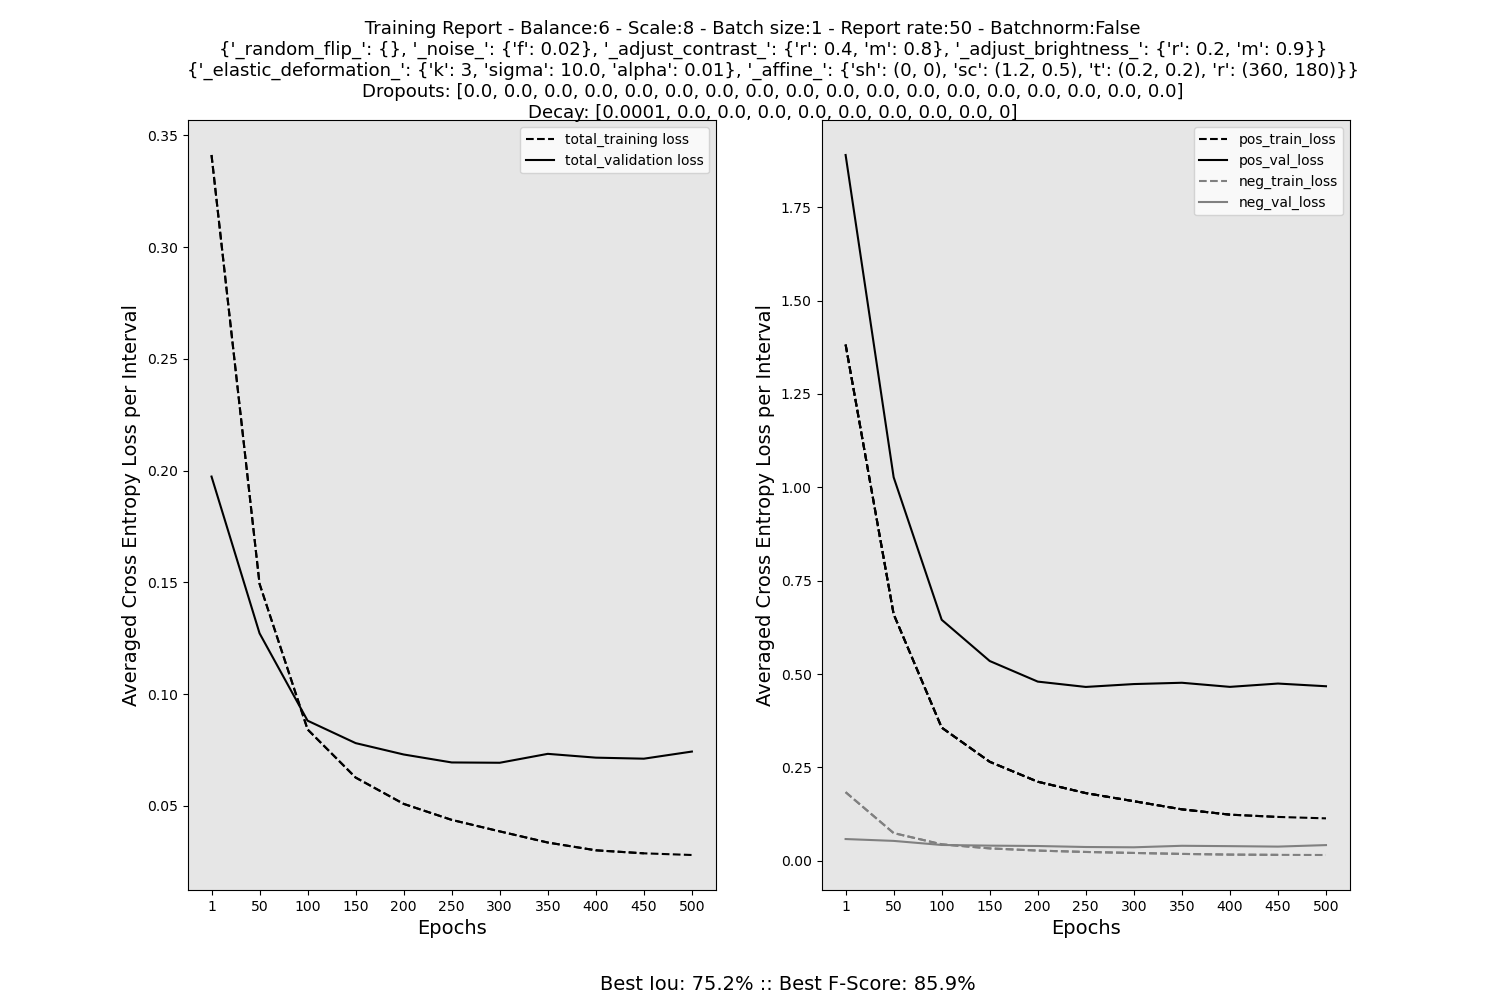 Training Report - Balance:6 - Scale:8 - Batch size:1 - Report rate:50 - Batchnorm:False
{'_random_flip_': {}, '_noise_': {'f': 0.02}, '_adjust_contrast_': {'r': 0.4, 'm': 0.8}, '_adjust_brightness_': {'r': 0.2, 'm': 0.9}}
{'_elastic_deformation_': {'k': 3, 'sigma': 10.0, 'alpha': 0.01}, '_affine_': {'sh': (0, 0), 'sc': (1.2, 0.5), 't': (0.2, 0.2), 'r': (360, 180)}}
Dropouts: [0.0, 0.0, 0.0, 0.0, 0.0, 0.0, 0.0, 0.0, 0.0, 0.0, 0.0, 0.0, 0.0, 0.0, 0.0, 0.0, 0.0, 0.0]
Decay: [0.0001, 0.0, 0.0, 0.0, 0.0, 0.0, 0.0, 0.0, 0.0, 0]
total_training loss
total_validation loss
0.35
0.30
0.25
0.20
0.15
0.10
0.05
Averaged Cross Entropy Loss per Interval
1 50 100 150 200 250 300 350 400 450 500
Epochs
pos_train_loss
pos_val_loss
neg_train_loss
neg_val_loss
1.75
1.50
1.25
1.00
0.75
0.50
0.25
0.00
Averaged Cross Entropy Loss per Interval
1 50 100 150 200 250 300 350 400 450 500
Epochs
Best Iou: 75.2% :: Best F-Score: 85.9%